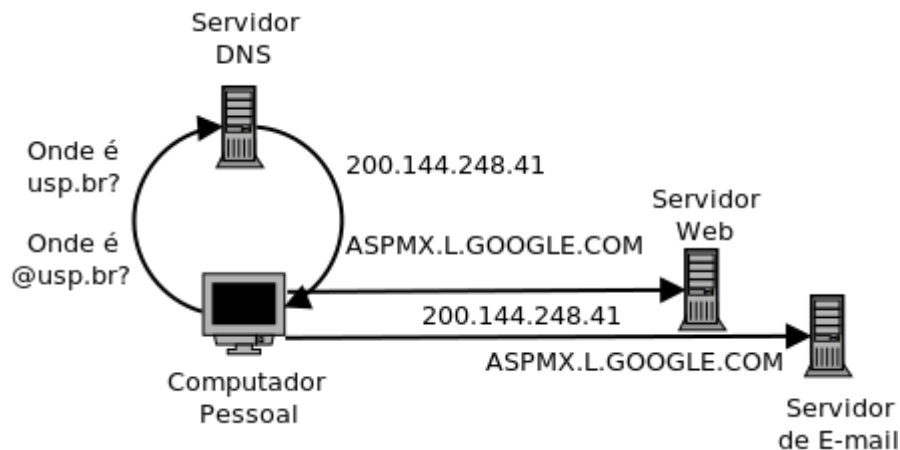 Servidor
DNS
Onde é
usp.br?
200.144.248.41
Onde é
@usp.br?
ASPMX.L.GOOGLE.COM
Servidor
Web
200.144.248.41
ASPMX.L.GOOGLE.COM
Computador
Pessoal
Servidor
de E-mail